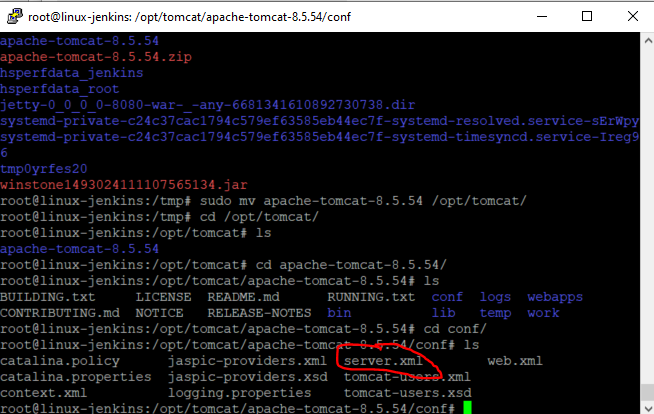 root@linux-jenkins: /opt/tomcat/apache-tomcat-8.5.54/conf
apache-tomcat-8.5.54
apache-tomcat-8.5.54.zip
hsperfdata_jenkins
hsperfdata_root
jetty-0_0_0_0-8080-war-_-any-6681341610892730738.dir
systemd-private-c24c37cac1794c579ef63585eb44ec7f-systemd-resolved.service-sErWpy
systemd-private-c24c37cac1794c579ef63585eb44ec7f-systemd-timesyncd.service-Ireg9
6
tmp0yrfes20
winstone1493024111107565134.jar
root@linux-jenkins:/tmp# sudo mv apache-tomcat-8.5.54 /opt/tomcat/
root@linux-jenkins:/tmp# cd /opt/tomcat/
root@linux-jenkins:/opt/tomcat# ls
apache-tomcat-8.5.54
root@linux-jenkins:/opt/tomcat# cd apache-tomcat-8.5.54/
root@linux-jenkins:/opt/tomcat/apache-tomcat-8.5.54# ls
BUILDING.txt LICENSE README.md RUNNING.txt conf logs webapps
CONTRIBUTING.md NOTICE RELEASE-NOTES bin lib temp work
root@linux-jenkins:/opt/tomcat/apache-tomcat-8.5.54# cd conf/
root@linux-jenkins:/opt/tomcat/apache-tomcat-8.5.54/conf# ls
catalina.policy jaspic-providers.xml server.xml web.xml
catalina.properties jaspic-providers.xsd tomcat-users.xml
context.xml logging.properties tomcat-users.xsd
root@linux-jenkins:/opt/tomcat/apache-tomcat-8.5.54/conf#